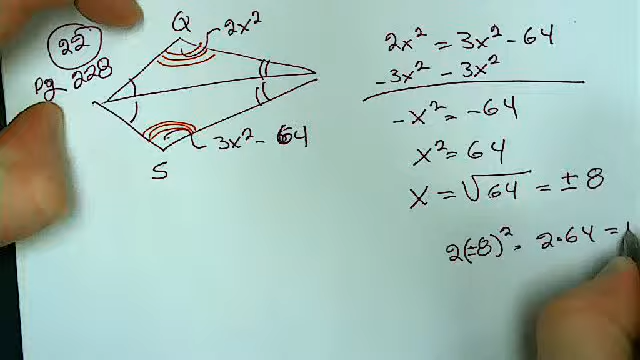 25
Pg 228
Q
2x²
S
3x² - 64
2x² = 3x² - 64
-3x² - 3x²
-x² = -64
x² = 64
x = √64 = ±8
2(±8)² = 2•64 =